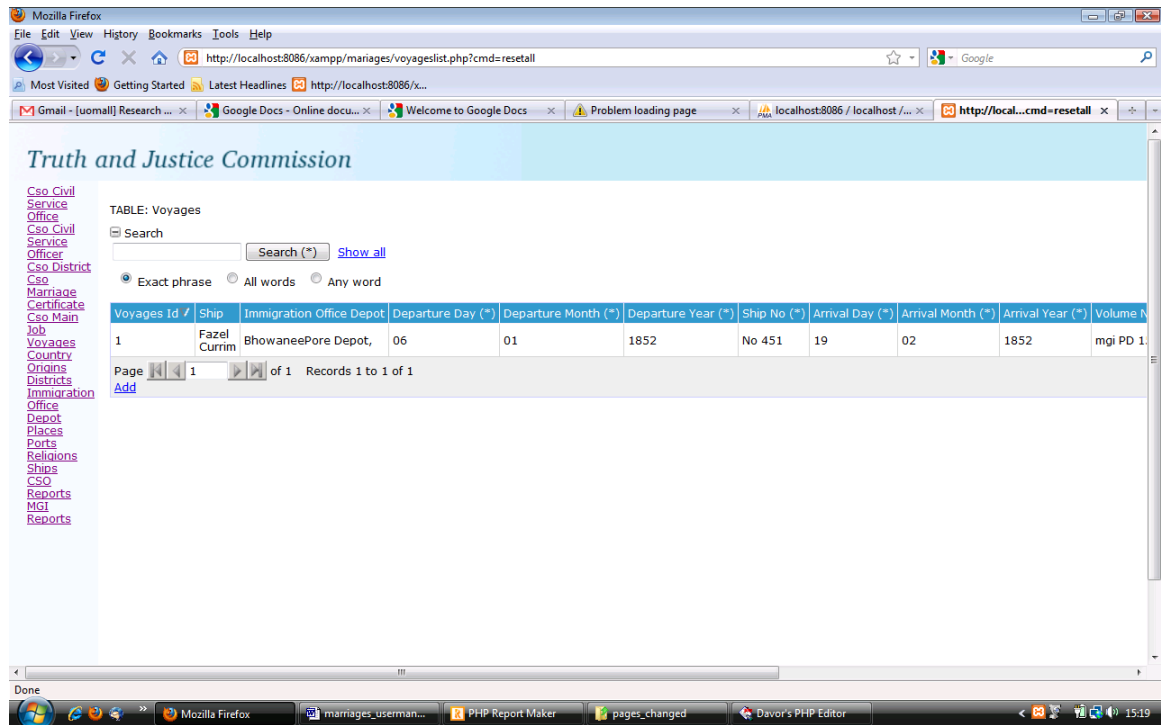 Mozilla Firefox
File Edit View History Bookmarks Tools Help
http://localhost:8086/xampp/mariages/voyageslist.php?cmd=resetall
Google
Most Visited Getting Started Latest Headlines http://localhost:8086/x...
Gmail - [uomall] Research ... Google Docs - Online docu... Welcome to Google Docs Problem loading page localhost:8086 / localhost /... http://local...cmd=resetall
Truth and Justice Commission
Cso Civil
Service
Office
Cso Civil
Service
Officer
Cso District
Cso
Marriage
Certificate
Cso Main
Job
Voyages
Country
Origins
Districts
Immigration
Office
Depot
Places
Ports
Religions
Ships
CSO
Reports
MGI
Reports
TABLE: Voyages
Search
Search (*) Show all
Exact phrase All words Any word
Voyages Id Ship Immigration Office Depot Departure Day (*) Departure Month (*) Departure Year (*) Ship No (*) Arrival Day (*) Arrival Month (*) Arrival Year (*) Volume N
1 Fazel Currim BhowaneePore Depot, 06 01 1852 No 451 19 02 1852 mgi PD 1
Page 1 of 1 Records 1 to 1 of 1
Add
Done
Mozilla Firefox marriages_userman... PHP Report Maker pages_changed Davor's PHP Editor 15:19